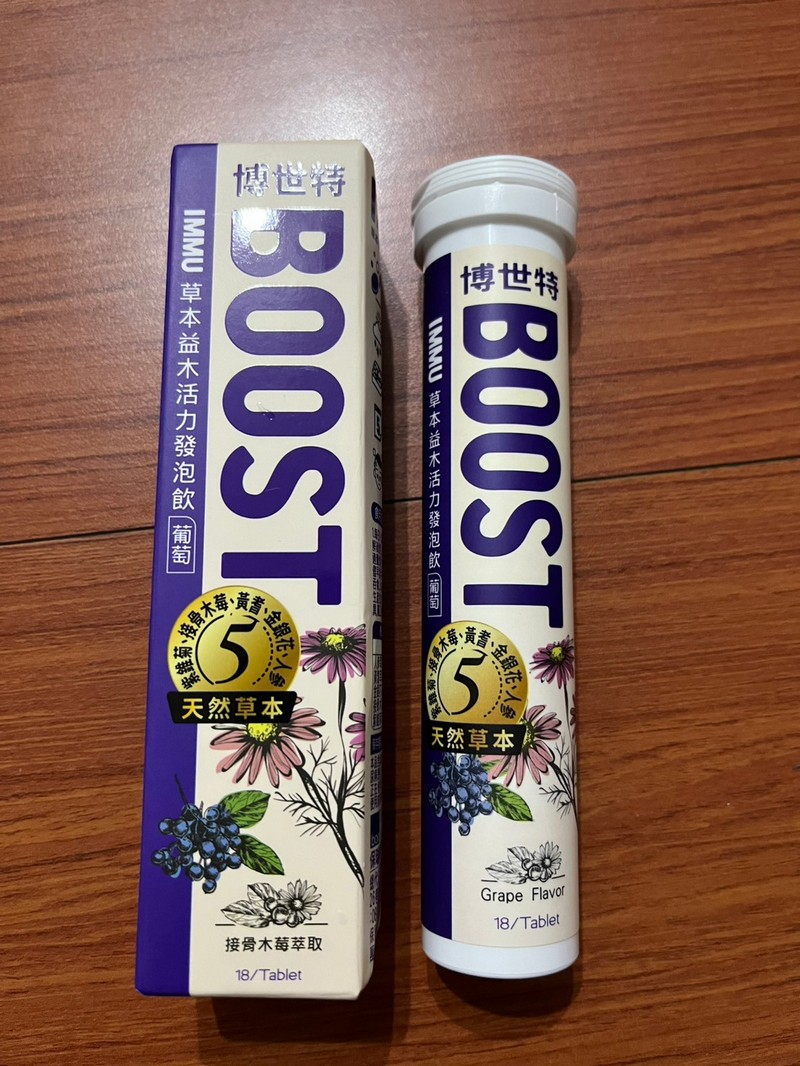 博世特
BOOST
IMMU 草本益木活力發泡飲 葡萄
紫錐菊、接骨木莓、黃耆、金銀花、人參
5
天然草本
接骨木莓萃取
18/Tablet
博世特
BOOST
IMMU 草本益木活力發泡飲 葡萄
紫錐菊、接骨木莓、黃耆、金銀花、人參
5
天然草本
Grape Flavor
18/Tablet